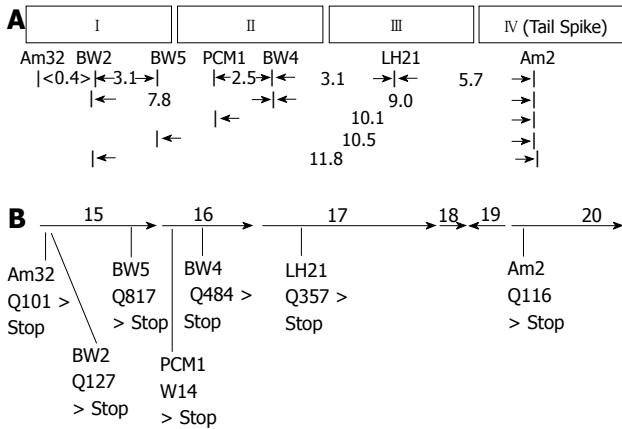 A
I II III IV (Tail Spike)
Am32 BW2 BW5 PCM1 BW4 LH21 Am2
<0.4> 3.1 2.5 3.1 5.7
7.8 9.0
10.1
10.5
11.8
B
15 16 17 18 19 20
Am32
Q101 >
Stop
BW2
Q127
> Stop
BW5
Q817
> Stop
PCM1
W14
> Stop
BW4
Q484 >
Stop
LH21
Q357 >
Stop
Am2
Q116
> Stop